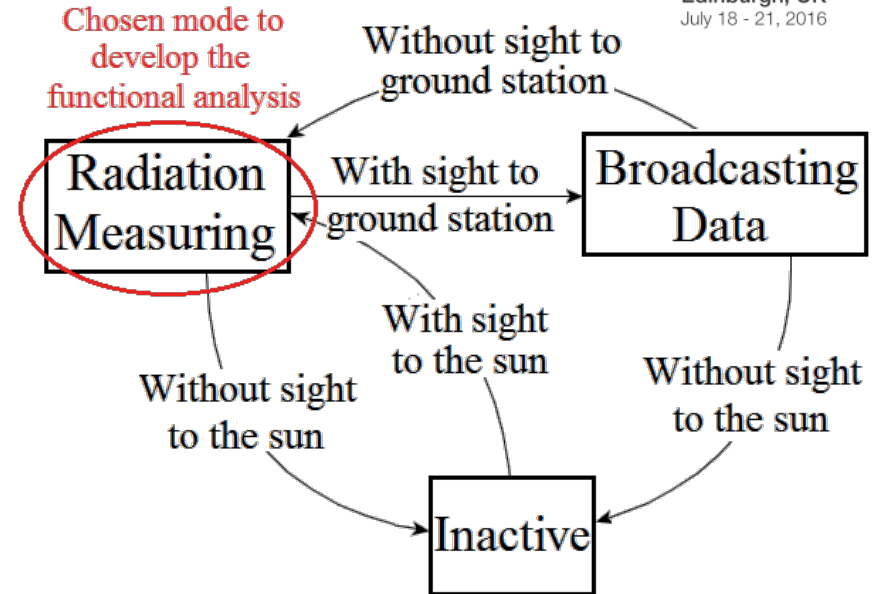 Edinburgh, UK
July 18 - 21, 2016
Chosen mode to
develop the
functional analysis
Without sight to
ground station
Radiation
Measuring
With sight to
ground station
Broadcasting
Data
With sight
to the sun
Without sight
to the sun
Without sight
to the sun
Inactive